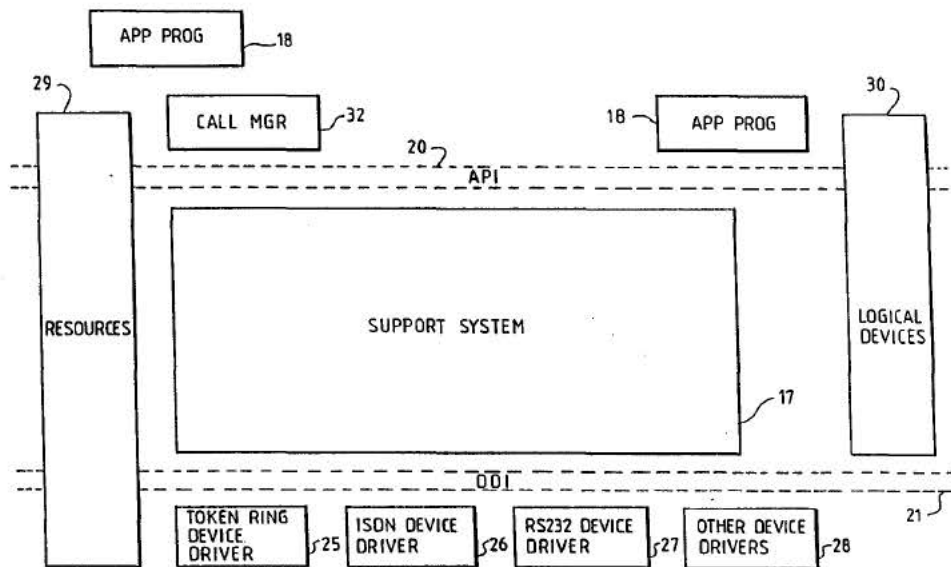 APP PROG
18
29
CALL MGR
32
18
APP PROG
30
20
API
RESOURCES
SUPPORT SYSTEM
LOGICAL
DEVICES
17
DDI
21
TOKEN RING
DEVICE
DRIVER
25
ISDN DEVICE
DRIVER
26
RS232 DEVICE
DRIVER
27
OTHER DEVICE
DRIVERS
28